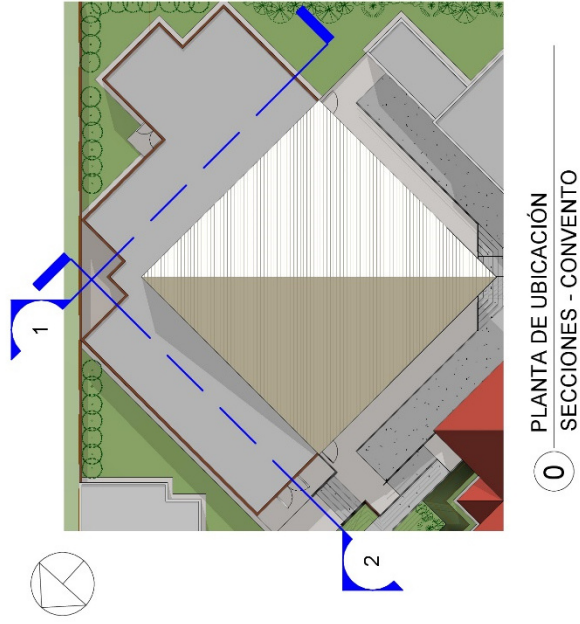 1
2
0
PLANTA DE UBICACIÓN
SECCIONES - CONVENTO